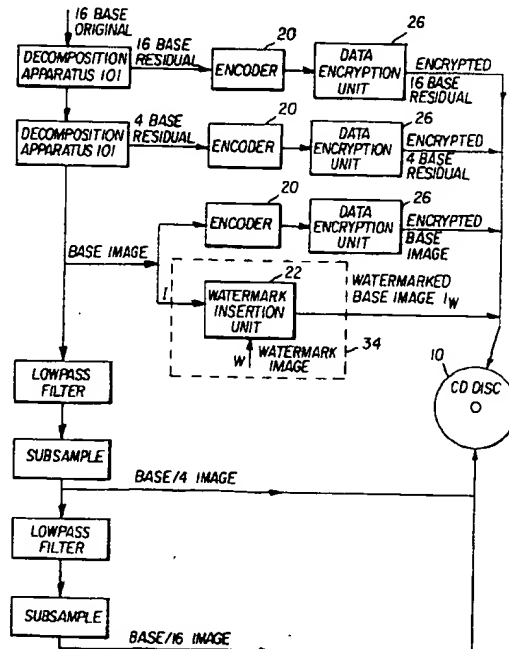 16 BASE
ORIGINAL
DECOMPOSITION
APPARATUS 101
16 BASE
RESIDUAL
20
ENCODER
26
DATA
ENCRYPTION
UNIT
ENCRYPTED
16 BASE
RESIDUAL
DECOMPOSITION
APPARATUS 101
4 BASE
RESIDUAL
20
ENCODER
26
DATA
ENCRYPTION
UNIT
ENCRYPTED
4 BASE
RESIDUAL
20
ENCODER
26
DATA
ENCRYPTION
UNIT
ENCRYPTED
BASE
IMAGE
BASE IMAGE
I
22
WATERMARK
INSERTION
UNIT
WATERMARKED
BASE IMAGE IW
W
WATERMARK
IMAGE
34
10
CD DISC
LOWPASS
FILTER
SUBSAMPLE
BASE/4 IMAGE
LOWPASS
FILTER
SUBSAMPLE
BASE/16 IMAGE